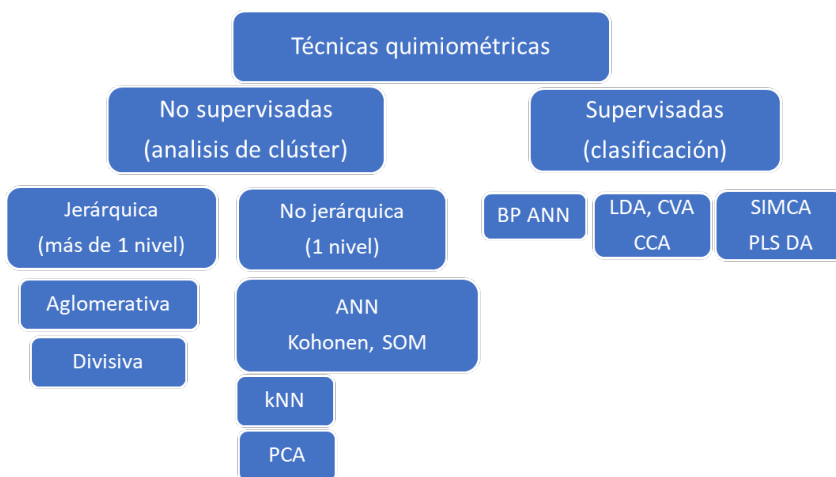 Técnicas quimiométricas
No supervisadas
(analisis de clúster)
Supervisadas
(clasificación)
Jerárquica
(más de 1 nivel)
No jerárquica
(1 nivel)
BP ANN
LDA, CVA
CCA
SIMCA
PLS DA
Aglomerativa
Divisiva
ANN
Kohonen, SOM
kNN
PCA